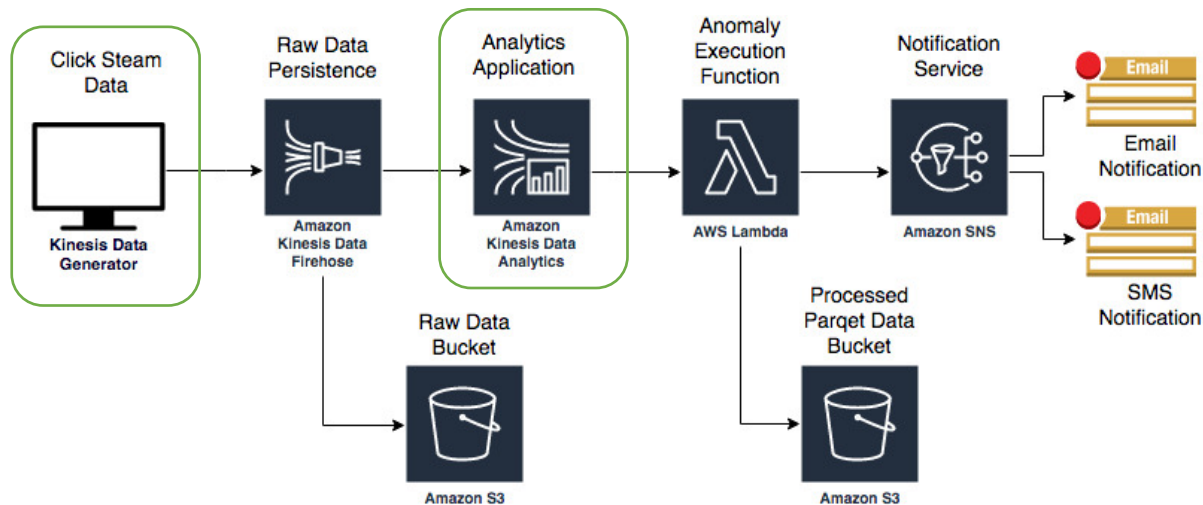 Click Steam
Data
Kinesis Data
Generator
Raw Data
Persistence
Amazon
Kinesis Data
Firehose
Analytics
Application
Amazon
Kinesis Data
Analytics
Anomaly
Execution
Function
AWS Lambda
Notification
Service
Amazon SNS
Email
Email
Notification
Email
SMS
Notification
Raw Data
Bucket
Amazon S3
Processed
Parqet Data
Bucket
Amazon S3